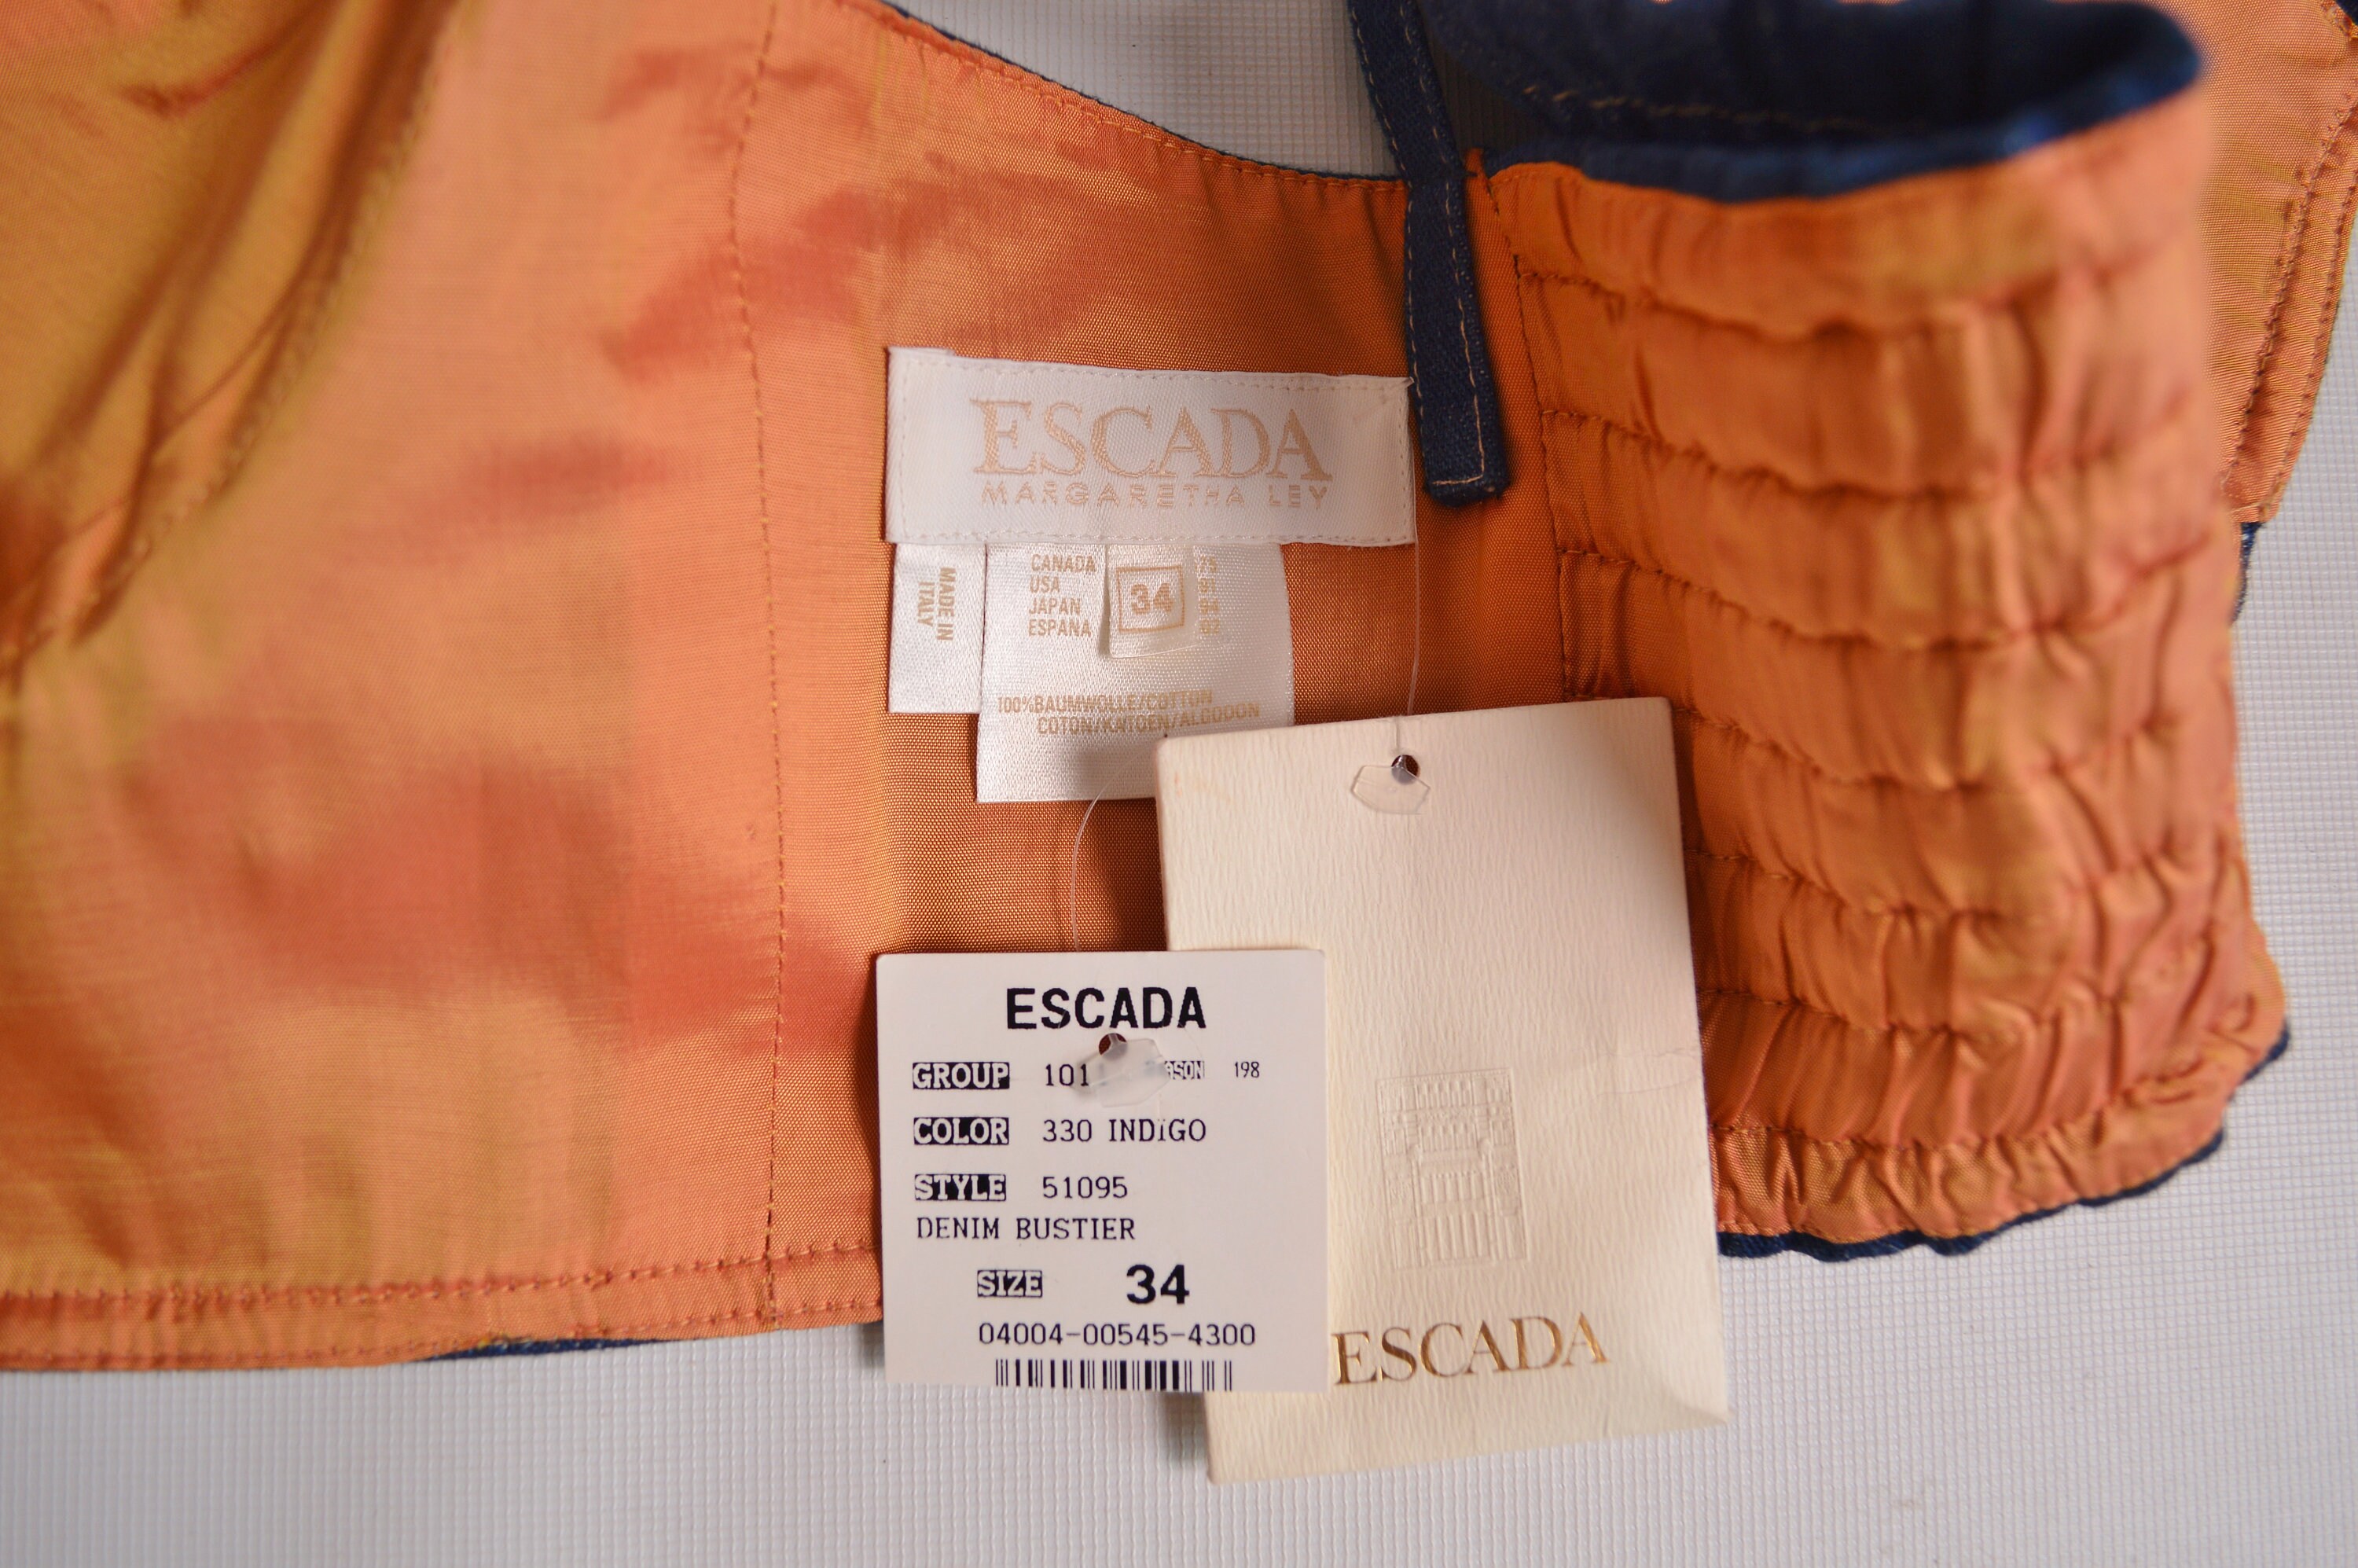 ESCADA
MARGARETHA LEY
MADE IN
ITALY
CANADA
USA
JAPAN
ESPANA
34
100%BAUMWOLLE/COTTON
COTON/KATOEN/ALGODON
ESCADA
GROUP 101 198
COLOR 330 INDIGO
STYLE 51095
DENIM BUSTIER
SIZE 34
04004-00545-4300
ESCADA